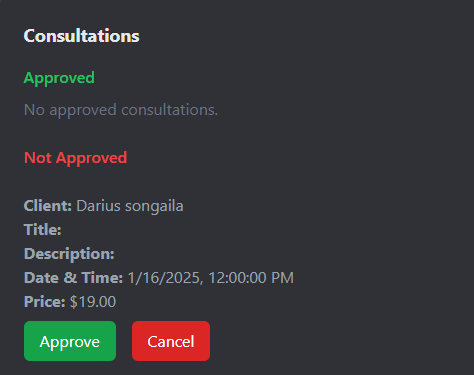 Consultations
Approved
No approved consultations.
Not Approved
Client: Darius songaila
Title:
Description:
Date & Time: 1/16/2025, 12:00:00 PM
Price: $19.00
Approve Cancel